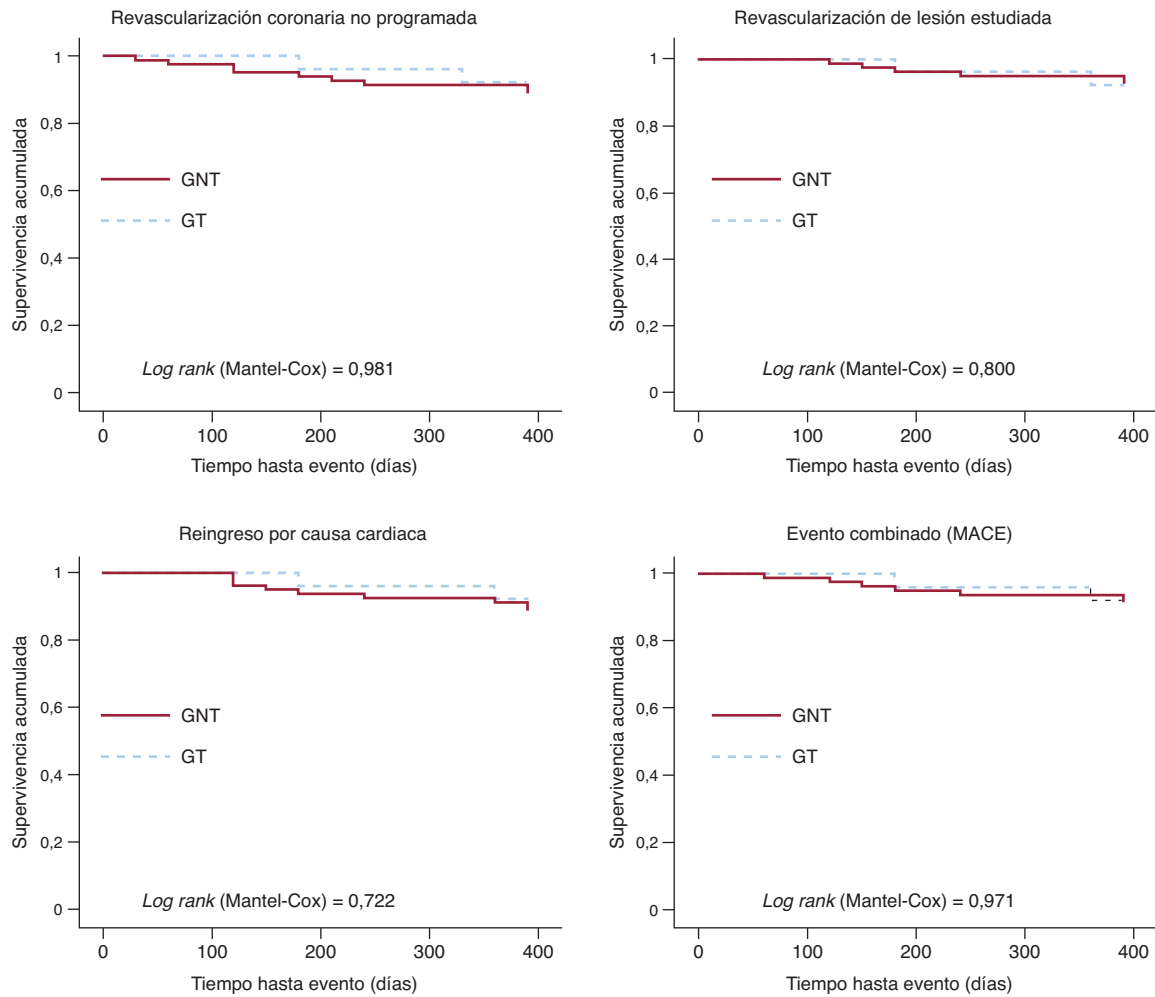 Revascularización coronaria no programada
Supervivencia acumulada
1
0,8
0,6
0,4
0,2
0
GNT
GT
Log rank (Mantel-Cox) = 0,981
0 100 200 300 400
Tiempo hasta evento (días)
Revascularización de lesión estudiada
Supervivencia acumulada
1
0,8
0,6
0,4
0,2
0
GNT
GT
Log rank (Mantel-Cox) = 0,800
0 100 200 300 400
Tiempo hasta evento (días)
Reingreso por causa cardiaca
Supervivencia acumulada
1
0,8
0,6
0,4
0,2
0
GNT
GT
Log rank (Mantel-Cox) = 0,722
0 100 200 300 400
Tiempo hasta evento (días)
Evento combinado (MACE)
Supervivencia acumulada
1
0,8
0,6
0,4
0,2
0
GNT
GT
Log rank (Mantel-Cox) = 0,971
0 100 200 300 400
Tiempo hasta evento (días)